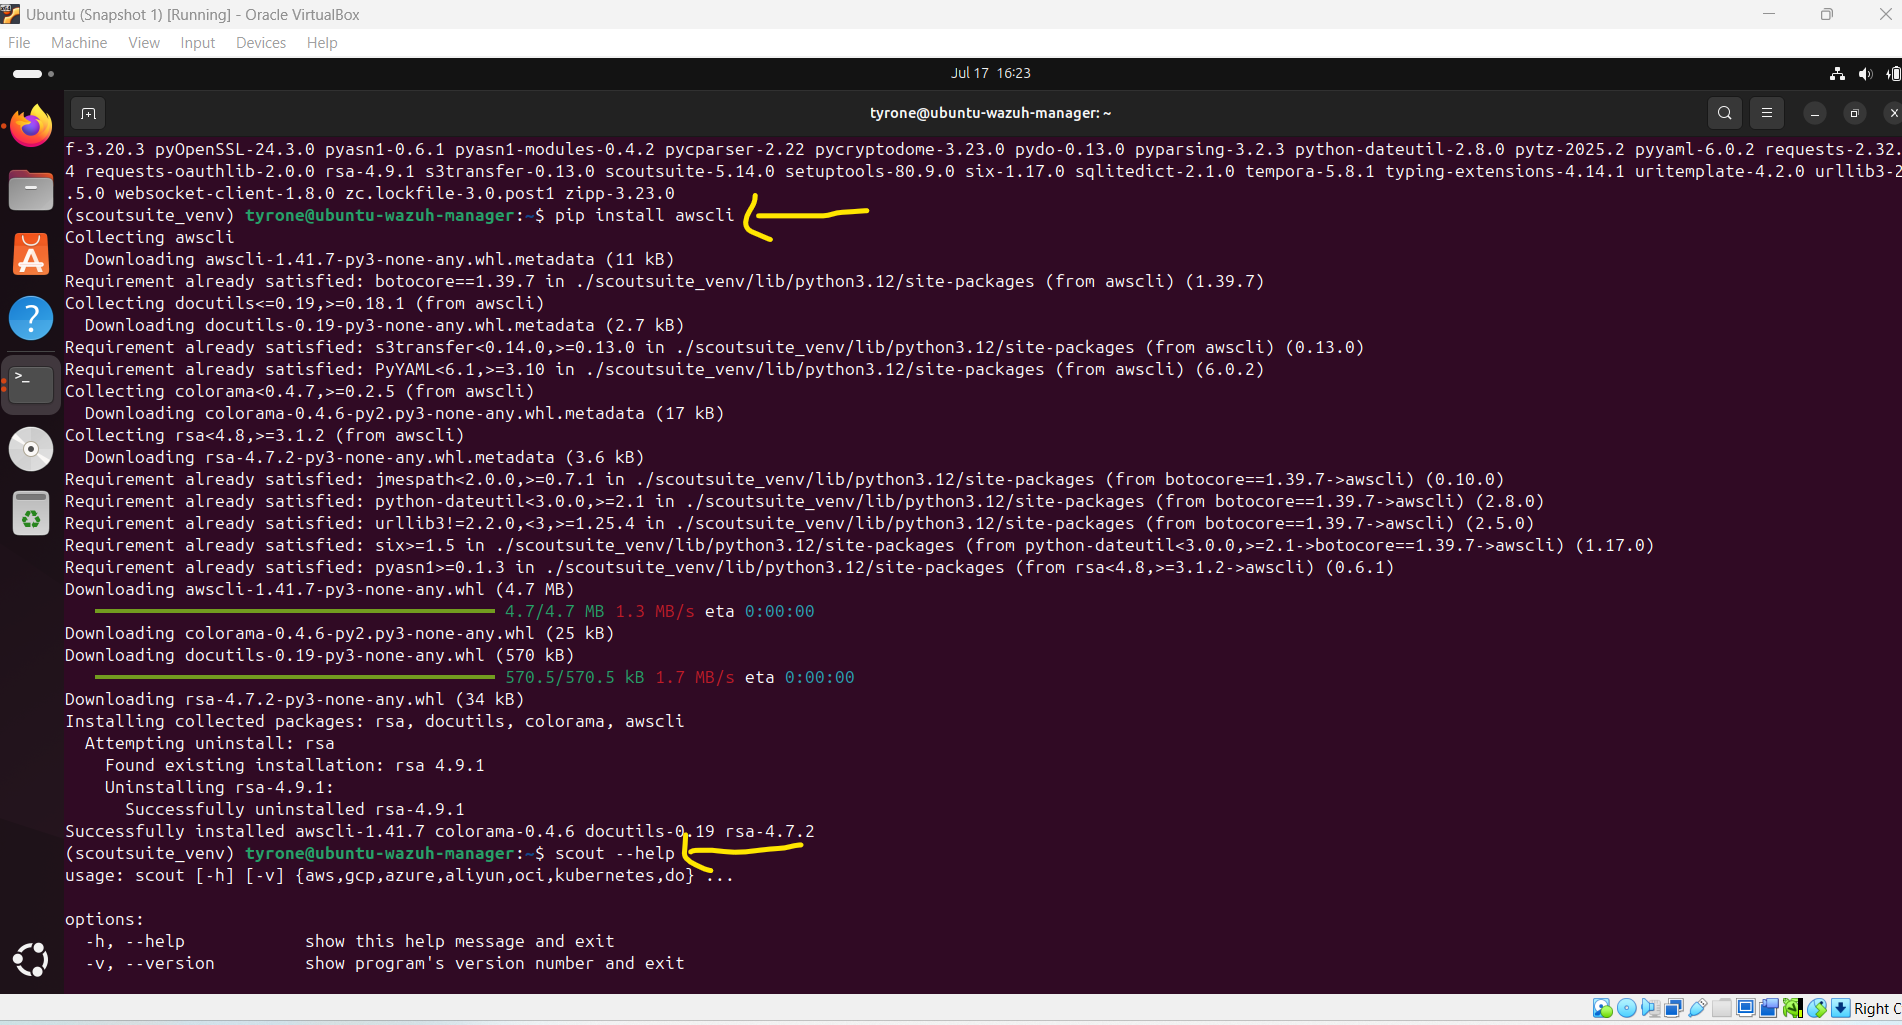 Ubuntu (Snapshot 1) [Running] - Oracle VirtualBox
File Machine View Input Devices Help
Jul 17 16:23
tyrone@ubuntu-wazuh-manager: ~
f-3.20.3 pyOpenSSL-24.3.0 pyasn1-0.6.1 pyasn1-modules-0.4.2 pycparser-2.22 pycryptodome-3.23.0 pydo-0.13.0 pyparsing-3.2.3 python-dateutil-2.8.0 pytz-2025.2 pyyaml-6.0.2 requests-2.32.
4 requests-oauthlib-2.0.0 rsa-4.9.1 s3transfer-0.13.0 scoutsuite-5.14.0 setuptools-80.9.0 six-1.17.0 sqlitedict-2.1.0 tempora-5.8.1 typing-extensions-4.14.1 uritemplate-4.2.0 urllib3-2
.5.0 websocket-client-1.8.0 zc.lockfile-3.0.post1 zipp-3.23.0
(scoutsuite_venv) tyrone@ubuntu-wazuh-manager:~$ pip install awscli
Collecting awscli
  Downloading awscli-1.41.7-py3-none-any.whl.metadata (11 kB)
Requirement already satisfied: botocore==1.39.7 in ./scoutsuite_venv/lib/python3.12/site-packages (from awscli) (1.39.7)
Collecting docutils<=0.19,>=0.18.1 (from awscli)
  Downloading docutils-0.19-py3-none-any.whl.metadata (2.7 kB)
Requirement already satisfied: s3transfer<0.14.0,>=0.13.0 in ./scoutsuite_venv/lib/python3.12/site-packages (from awscli) (0.13.0)
Requirement already satisfied: PyYAML<6.1,>=3.10 in ./scoutsuite_venv/lib/python3.12/site-packages (from awscli) (6.0.2)
Collecting colorama<0.4.7,>=0.2.5 (from awscli)
  Downloading colorama-0.4.6-py2.py3-none-any.whl.metadata (17 kB)
Collecting rsa<4.8,>=3.1.2 (from awscli)
  Downloading rsa-4.7.2-py3-none-any.whl.metadata (3.6 kB)
Requirement already satisfied: jmespath<2.0.0,>=0.7.1 in ./scoutsuite_venv/lib/python3.12/site-packages (from botocore==1.39.7->awscli) (0.10.0)
Requirement already satisfied: python-dateutil<3.0.0,>=2.1 in ./scoutsuite_venv/lib/python3.12/site-packages (from botocore==1.39.7->awscli) (2.8.0)
Requirement already satisfied: urllib3!=2.2.0,<3,>=1.25.4 in ./scoutsuite_venv/lib/python3.12/site-packages (from botocore==1.39.7->awscli) (2.5.0)
Requirement already satisfied: six>=1.5 in ./scoutsuite_venv/lib/python3.12/site-packages (from python-dateutil<3.0.0,>=2.1->botocore==1.39.7->awscli) (1.17.0)
Requirement already satisfied: pyasn1>=0.1.3 in ./scoutsuite_venv/lib/python3.12/site-packages (from rsa<4.8,>=3.1.2->awscli) (0.6.1)
Downloading awscli-1.41.7-py3-none-any.whl (4.7 MB)
4.7/4.7 MB 1.3 MB/s eta 0:00:00
Downloading colorama-0.4.6-py2.py3-none-any.whl (25 kB)
Downloading docutils-0.19-py3-none-any.whl (570 kB)
570.5/570.5 kB 1.7 MB/s eta 0:00:00
Downloading rsa-4.7.2-py3-none-any.whl (34 kB)
Installing collected packages: rsa, docutils, colorama, awscli
  Attempting uninstall: rsa
    Found existing installation: rsa 4.9.1
    Uninstalling rsa-4.9.1:
      Successfully uninstalled rsa-4.9.1
Successfully installed awscli-1.41.7 colorama-0.4.6 docutils-0.19 rsa-4.7.2
(scoutsuite_venv) tyrone@ubuntu-wazuh-manager:~$ scout --help
usage: scout [-h] [-v] {aws,gcp,azure,aliyun,oci,kubernetes,do} ...
options:
  -h, --help            show this help message and exit
  -v, --version         show program's version number and exit
Right C